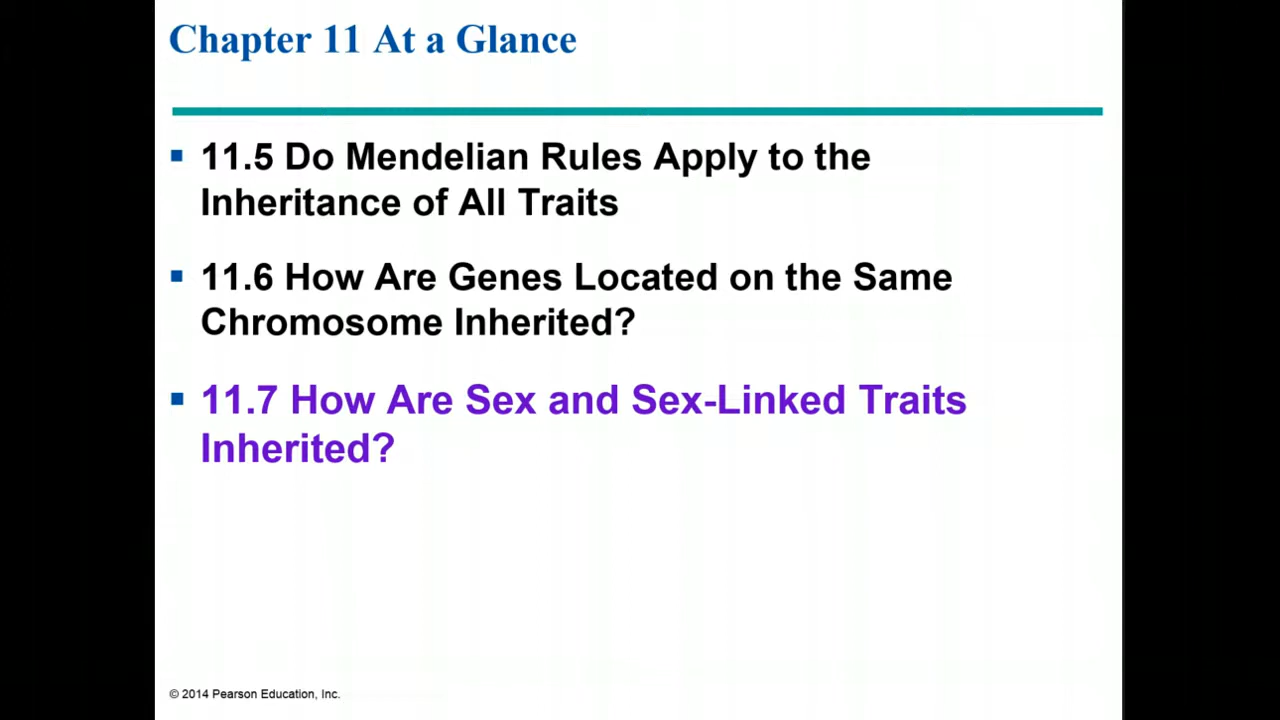 Chapter 11 At a Glance
▪ 11.5 Do Mendelian Rules Apply to the
Inheritance of All Traits
▪ 11.6 How Are Genes Located on the Same
Chromosome Inherited?
▪ 11.7 How Are Sex and Sex-Linked Traits
Inherited?
© 2014 Pearson Education, Inc.